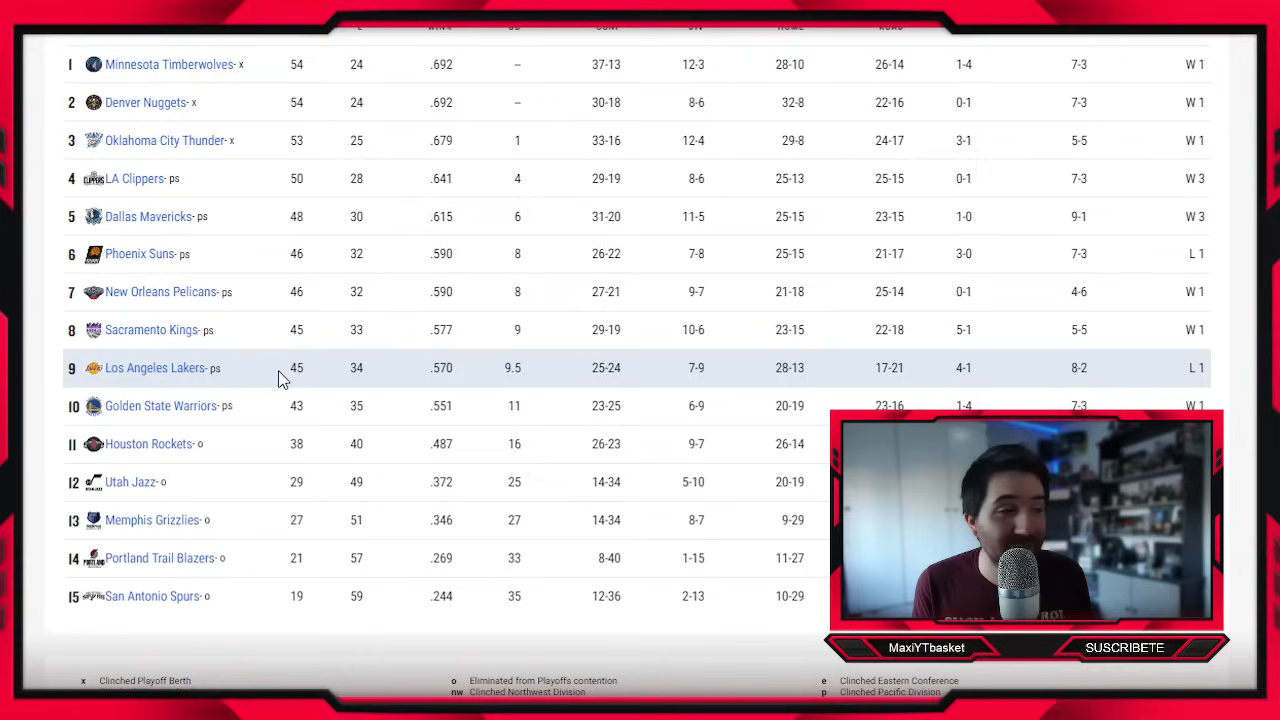 L WIN% GB CONF DIV HOME ROAD
1 Minnesota Timberwolves - x 54 24 .692 -- 37-13 12-3 28-10 26-14 1-4 7-3 W 1
2 Denver Nuggets - x 54 24 .692 -- 30-18 8-6 32-8 22-16 0-1 7-3 W 1
3 Oklahoma City Thunder - x 53 25 .679 1 33-16 12-4 29-8 24-17 3-1 5-5 W 1
4 LA Clippers - ps 50 28 .641 4 29-19 8-6 25-13 25-15 0-1 7-3 W 3
5 Dallas Mavericks - ps 48 30 .615 6 31-20 11-5 25-15 23-15 1-0 9-1 W 3
6 Phoenix Suns - ps 46 32 .590 8 26-22 7-8 25-15 21-17 3-0 7-3 L 1
7 New Orleans Pelicans - ps 46 32 .590 8 27-21 9-7 21-18 25-14 0-1 4-6 W 1
8 Sacramento Kings - ps 45 33 .577 9 29-19 10-6 23-15 22-18 5-1 5-5 W 1
9 Los Angeles Lakers - ps 45 34 .570 9.5 25-24 7-9 28-13 17-21 4-1 8-2 L 1
10 Golden State Warriors - ps 43 35 .551 11 23-25 6-9 20-19 23-16 1-4 7-3 W 1
11 Houston Rockets - o 38 40 .487 16 26-23 9-7 26-14
12 Utah Jazz - o 29 49 .372 25 14-34 5-10 20-19
13 Memphis Grizzlies - o 27 51 .346 27 14-34 8-7 9-29
14 Portland Trail Blazers - o 21 57 .269 33 8-40 1-15 11-27
15 San Antonio Spurs - o 19 59 .244 35 12-36 2-13 10-29
MaxiYTbasket SUSCRIBETE
x Clinched Playoff Berth o Eliminated from Playoffs contention e Clinched Eastern Conference
nw Clinched Northwest Division p Clinched Pacific Division